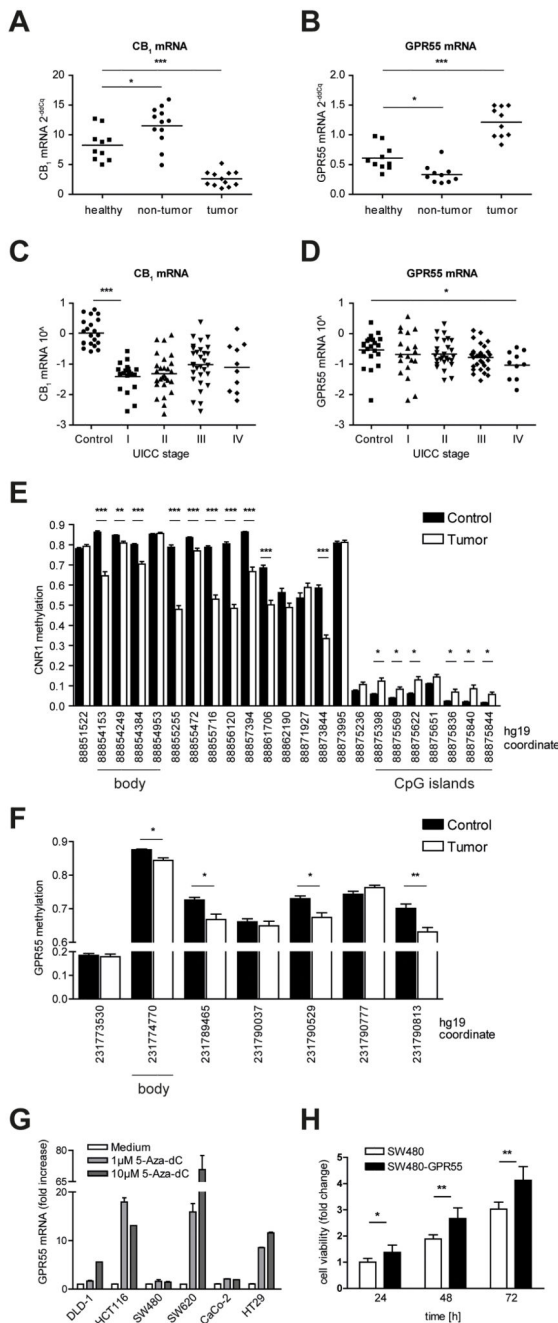 A
CB1 mRNA
***
*
CB1 mRNA 2-ddCq
20
15
10
5
0
healthy non-tumor tumor
B
GPR55 mRNA
***
*
GPR55 mRNA 2-ddCq
2.0
1.5
1.0
0.5
0.0
healthy non-tumor tumor
C
CB1 mRNA
***
CB1 mRNA 10^
1
0
-1
-2
-3
Control I II III IV
UICC stage
D
GPR55 mRNA
*
GPR55 mRNA 10^
1
0
-1
-2
-3
Control I II III IV
UICC stage
E
Control
Tumor
*** ** *** *** *** *** *** *** *** ***
* * * * * *
CNR1 methylation
0.9
0.8
0.7
0.6
0.5
0.4
0.3
0.2
0.1
0.0
88851522
88854153
88854249
88854384
88854953
88855255
88855472
88855716
88856120
88857394
88861706
88862190
88871927
88873844
88873995
88875236
88875398
88875569
88875622
88875651
88875836
88875840
88875844
hg19
coordinate
body CpG islands
F
Control
Tumor
* * * **
GPR55 methylation
0.9
0.8
0.7
0.6
0.2
0.1
0.0
231773530
231774770
231789465
231790037
231790529
231790777
231790813
hg19
coordinate
body
G
Medium
1µM 5-Aza-dC
10µM 5-Aza-dC
GPR55 mRNA (fold increase)
80
65
20
10
0
DLD-1
HCT116
SW480
SW620
CaCo-2
HT29
H
SW480
SW480-GPR55
* ** **
cell viability (fold change)
5
4
3
2
1
0
24 48 72
time [h]